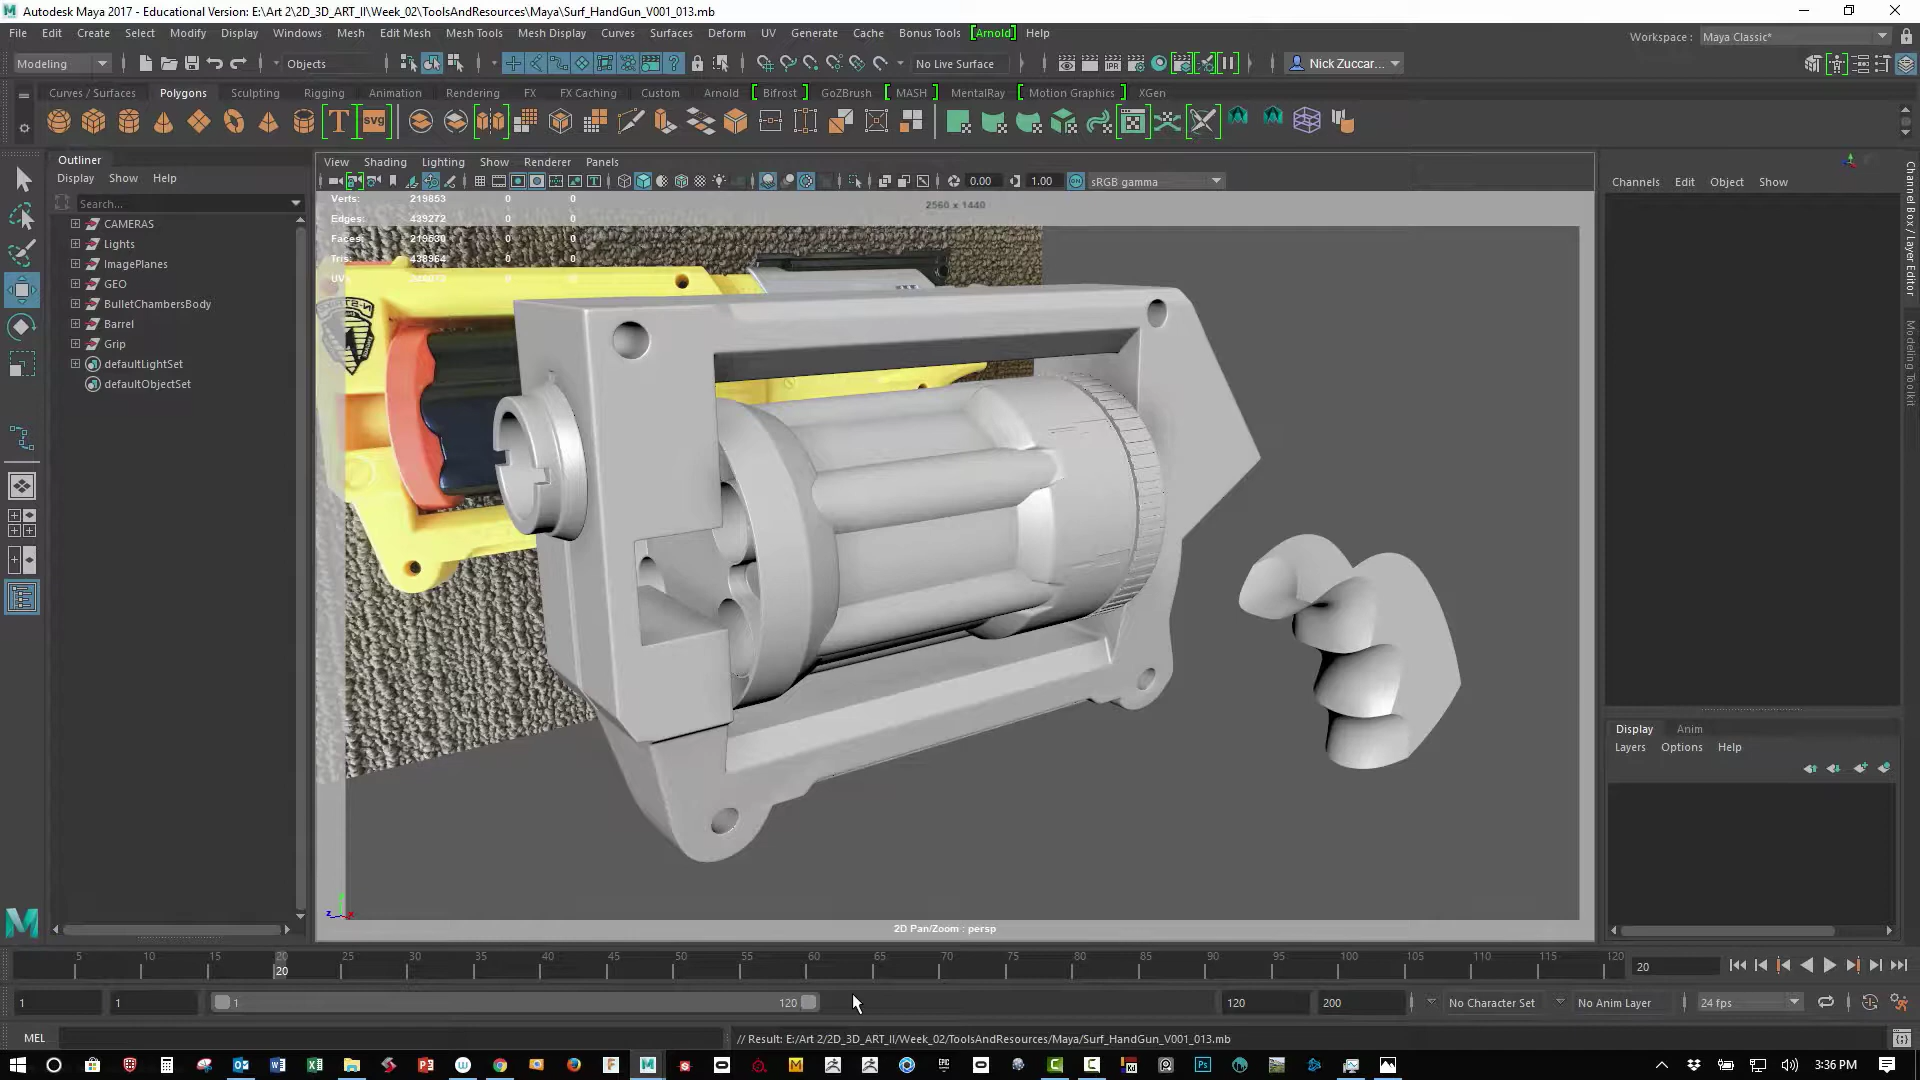 Autodesk Maya 2017 - Educational Version: E:\Art 2\2D_3D_ART_II\Week_02\ToolsAndResources\Maya\Surf_HandGun_V001_013.mb
File Edit Create Select Modify Display Windows Mesh Edit Mesh Mesh Tools Mesh Display Curves Surfaces Deform UV Generate Cache Bonus Tools [Arnold] Help
Workspace : Maya Classic*
Modeling Objects No Live Surface Nick Zuccar...
Curves / Surfaces Polygons Sculpting Rigging Animation Rendering FX FX Caching Custom Arnold Bifrost GoZBrush MASH MentalRay Motion Graphics XGen
T svg
Outliner
Display Show Help
Search...
CAMERAS
Lights
ImagePlanes
GEO
BulletChambersBody
Barrel
Grip
defaultLightSet
defaultObjectSet
View Shading Lighting Show Renderer Panels
0.00 1.00 sRGB gamma
Verts: 219853 0 0
Edges: 439272 0 0
Faces: 219530 0 0
Tris: 438964 0 0
2560 x 1440
2D Pan/Zoom : persp
Channels Edit Object Show
Channel Box / Layer Editor
Modeling Toolkit
Display Anim
Layers Options Help
5 10 15 20 25 30 35 40 45 50 55 60 65 70 75 80 85 90 95 100 105 110 115 120
20
20
1 1 1 120 120 200 No Character Set No Anim Layer 24 fps
MEL // Result: E:/Art 2/2D_3D_ART_II/Week_02/ToolsAndResources/Maya/Surf_HandGun_V001_013.mb
3:36 PM